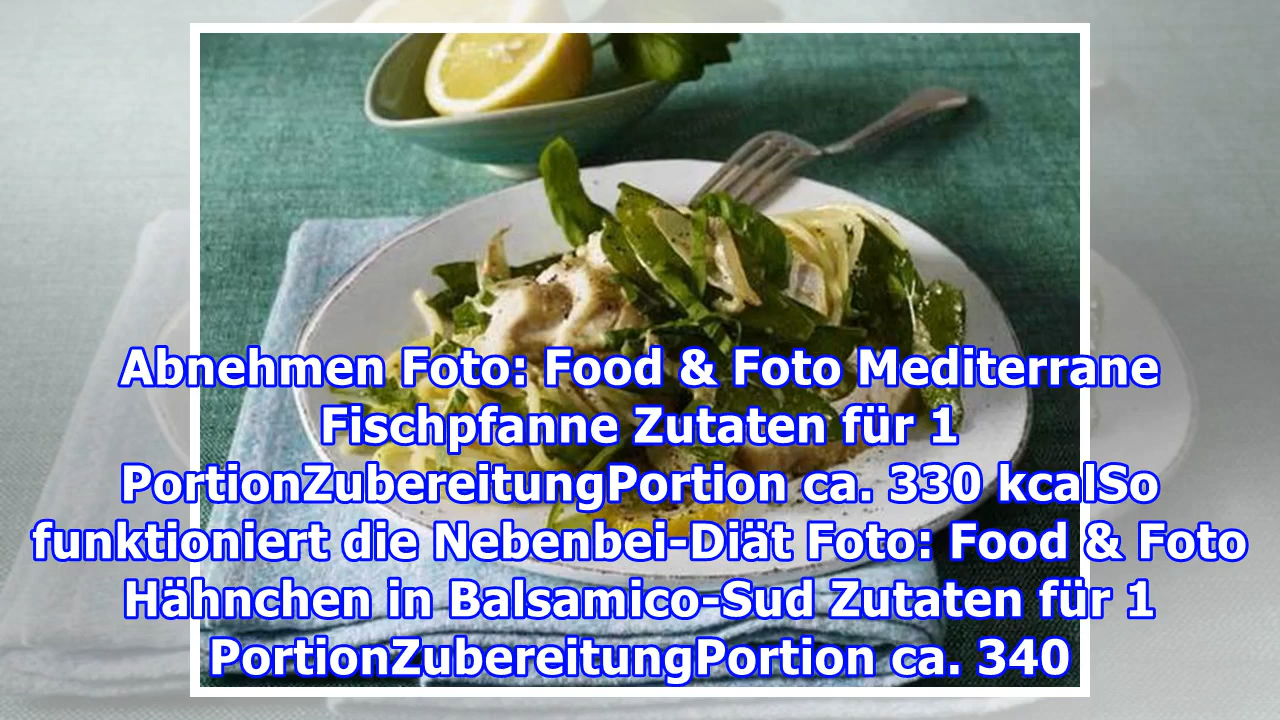 Abnehmen Foto: Food & Foto Mediterrane
Fischpfanne Zutaten für 1
PortionZubereitungPortion ca. 330 kcalSo
funktioniert die Nebenbei-Diät Foto: Food & Foto
Hähnchen in Balsamico-Sud Zutaten für 1
PortionZubereitungPortion ca. 340